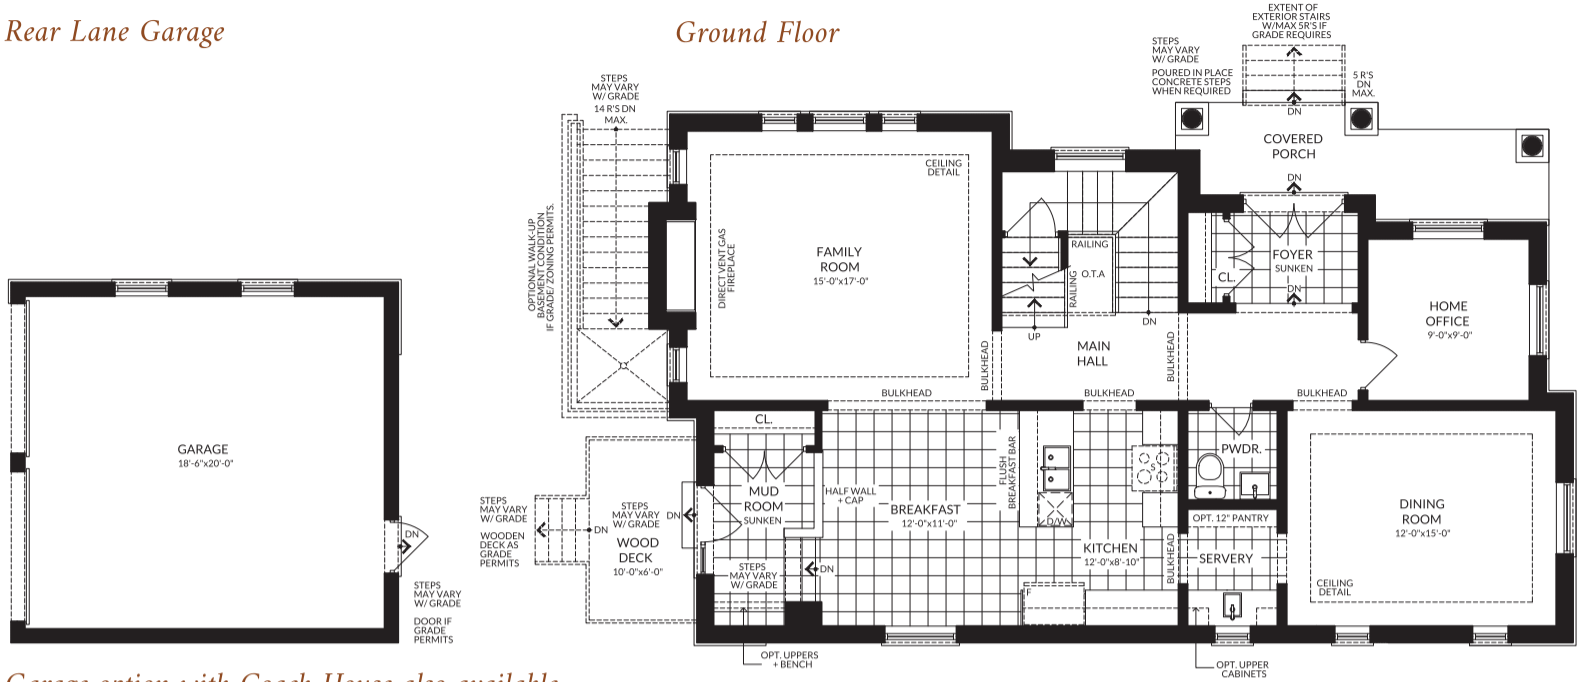 Rear Lane Garage
Ground Floor
GARAGE
18'-6"x20'-0"
DN
STEPS
MAY VARY
W/ GRADE
DOOR IF
GRADE
PERMITS
STEPS
MAY VARY
W/ GRADE
14 R'S DN
MAX.
OPTIONAL WALK-UP
BASEMENT CONDITION
IF GRADE/ ZONING PERMITS.
DIRECT VENT GAS
FIREPLACE
CEILING
DETAIL
FAMILY
ROOM
15'-0"x17'-0"
BULKHEAD
BULKHEAD
RAILING
RAILING
O.T.A
UP
DN
MAIN
HALL
BULKHEAD
BULKHEAD
EXTENT OF
EXTERIOR STAIRS
W/MAX 5R'S IF
GRADE REQUIRES
STEPS
MAY VARY
W/ GRADE
POURED IN PLACE
CONCRETE STEPS
WHEN REQUIRED
5 R'S
DN
MAX.
DN
COVERED
PORCH
DN
FOYER
SUNKEN
CL.
DN
HOME
OFFICE
9'-0"x9'-0"
BULKHEAD
STEPS
MAY VARY
W/ GRADE
WOODEN
DECK AS
GRADE
PERMITS
DN
STEPS
MAY VARY
W/ GRADE
WOOD
DECK
10'-0"x6'-0"
DN
CL.
MUD
ROOM
SUNKEN
STEPS
MAY VARY
W/ GRADE
DN
HALF WALL
+ CAP
OPT. UPPERS
+ BENCH
BREAKFAST
12'-0"x11'-0"
FLUSH
BREAKFAST BAR
D/W
S
F
KITCHEN
12'-0"x8'-10"
BULKHEAD
PWDR.
OPT. 12" PANTRY
SERVERY
OPT. UPPER
CABINETS
DINING
ROOM
12'-0"x15'-0"
CEILING
DETAIL
Garage option with Coach House also available